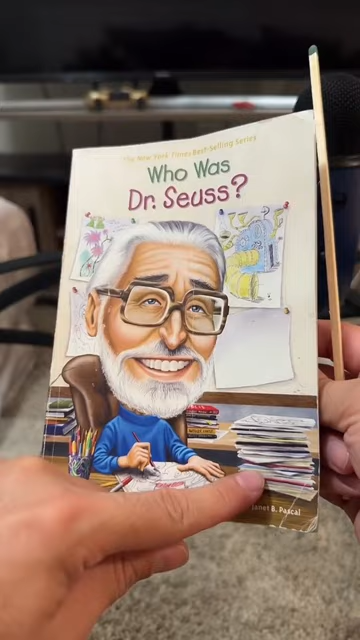 The New York Times Best-Selling Series
Who Was
Dr. Seuss?
Janet B. Pascal